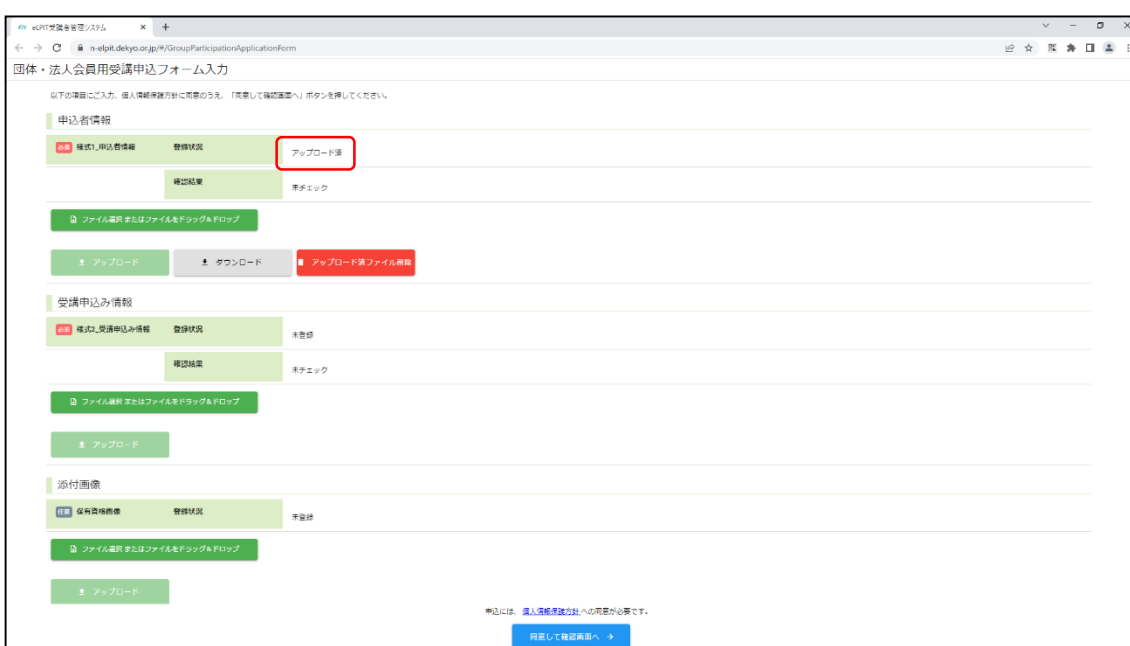 eLPIT受講者管理システム
n-elpit.dekyo.or.jp/#/GroupParticipationApplicationForm
団体・法人会員用受講申込フォーム入力
以下の項目にご入力、個人情報保護方針に同意のうえ、「同意して確認画面へ」ボタンを押してください。
申込者情報
必須 様式1_申込者情報 登録状況 アップロード済
確認結果 未チェック
ファイル選択 またはファイルをドラッグ&ドロップ
アップロード ダウンロード アップロード済ファイル削除
受講申込み情報
必須 様式2_受講申込み情報 登録状況 未登録
確認結果 未チェック
ファイル選択 またはファイルをドラッグ&ドロップ
アップロード
添付画像
任意 保有資格画像 登録状況 未登録
ファイル選択 またはファイルをドラッグ&ドロップ
アップロード
申込には、個人情報保護方針 への同意が必要です。
同意して確認画面へ →